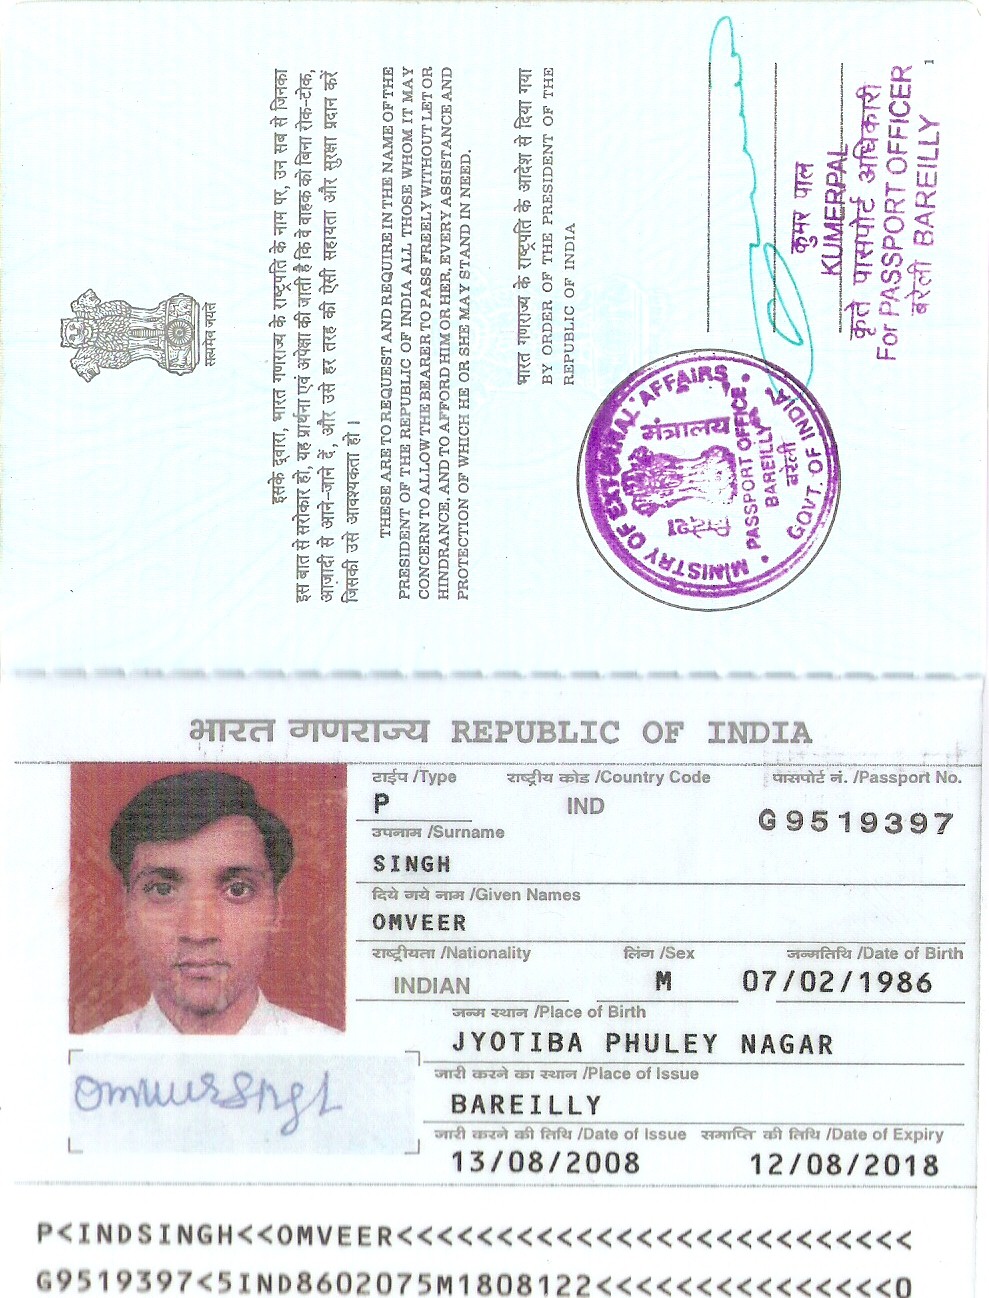 सत्यमेव जयते
इसके द्वारा, भारत गणराज्य के राष्ट्रपति के नाम पर, उन सब से जिनका
इस बात से सरोकार हो, यह प्रार्थना एवं अपेक्षा की जाती है कि वे वाहक को बिना रोक-टोक,
आज़ादी से आने-जाने दें, और उसे हर तरह की ऐसी सहायता और सुरक्षा प्रदान करें
जिसकी उसे आवश्यकता हो ।
THESE ARE TO REQUEST AND REQUIRE IN THE NAME OF THE
PRESIDENT OF THE REPUBLIC OF INDIA ALL THOSE WHOM IT MAY
CONCERN TO ALLOW THE BEARER TO PASS FREELY WITHOUT LET OR
HINDRANCE, AND TO AFFORD HIM OR HER, EVERY ASSISTANCE AND
PROTECTION OF WHICH HE OR SHE MAY STAND IN NEED.
भारत गणराज्य के राष्ट्रपति के आदेश से दिया गया
BY ORDER OF THE PRESIDENT OF THE
REPUBLIC OF INDIA
MINISTRY OF EXTERNAL AFFAIRS
विदेश मंत्रालय
PASSPORT OFFICE
BAREILLY
बरेली
GOVT. OF INDIA
कुमर पाल
KUMERPAL
कृते पासपोर्ट अधिकारी
For PASSPORT OFFICER
बरेली BAREILLY
1
भारत गणराज्य REPUBLIC OF INDIA
टाईप /Type राष्ट्रीय कोड /Country Code पासपोर्ट नं. /Passport No.
P IND G9519397
उपनाम /Surname
SINGH
दिये गये नाम /Given Names
OMVEER
राष्ट्रीयता /Nationality लिंग /Sex जन्मतिथि /Date of Birth
INDIAN M 07/02/1986
जन्म स्थान /Place of Birth
JYOTIBA PHULEY NAGAR
जारी करने का स्थान /Place of Issue
BAREILLY
जारी करने की तिथि /Date of Issue समाप्ति की तिथि /Date of Expiry
13/08/2008 12/08/2018
P<INDSINGH<<OMVEER<<<<<<<<<<<<<<<<<<<<<<<<<<
G9519397<5IND8602075M1808122<<<<<<<<<<<<<<<0